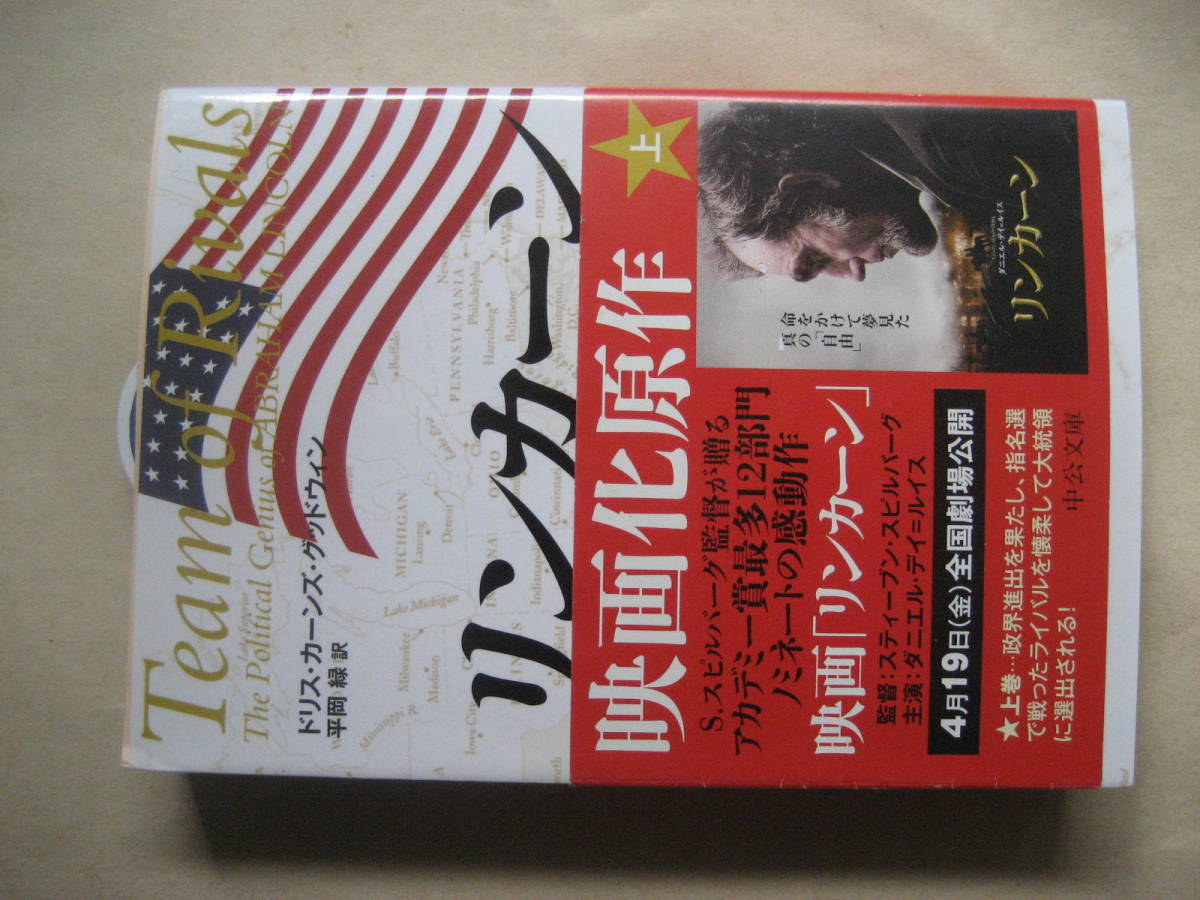 Team of Rivals
The Political Genius of ABRAHAM LINCOLN
ドリス・カーンズ・グッドウィン
平岡 緑 訳
リンカーン
上
映画化原作
S.スピルバーグ監督が贈る
アカデミー賞最多12部門
ノミネートの感動作
映画「リンカーン」
監督：スティーブン・スピルバーグ
主演：ダニエル・デイ＝ルイス
4月19日(金)全国劇場公開
★上巻…政界進出を果たし、指名選
で戦ったライバルを懐柔して大統領
に選出される!
中公文庫
命をかけて夢見た
真の「自由」
ダニエル・デイ=ルイス
リンカーン
MICHIGAN
Lansing
Detroit
Lake Michigan
Milwaukee
Madison
Mississippi R.
Iowa City
Lake Erie
Buffalo
PENNSYLVANIA
Philadelphia
Harrisburg
Baltimore
Washington,
D.C.
DELAWARE
OHIO
Cincinnati
INDIANA
Indianapolis